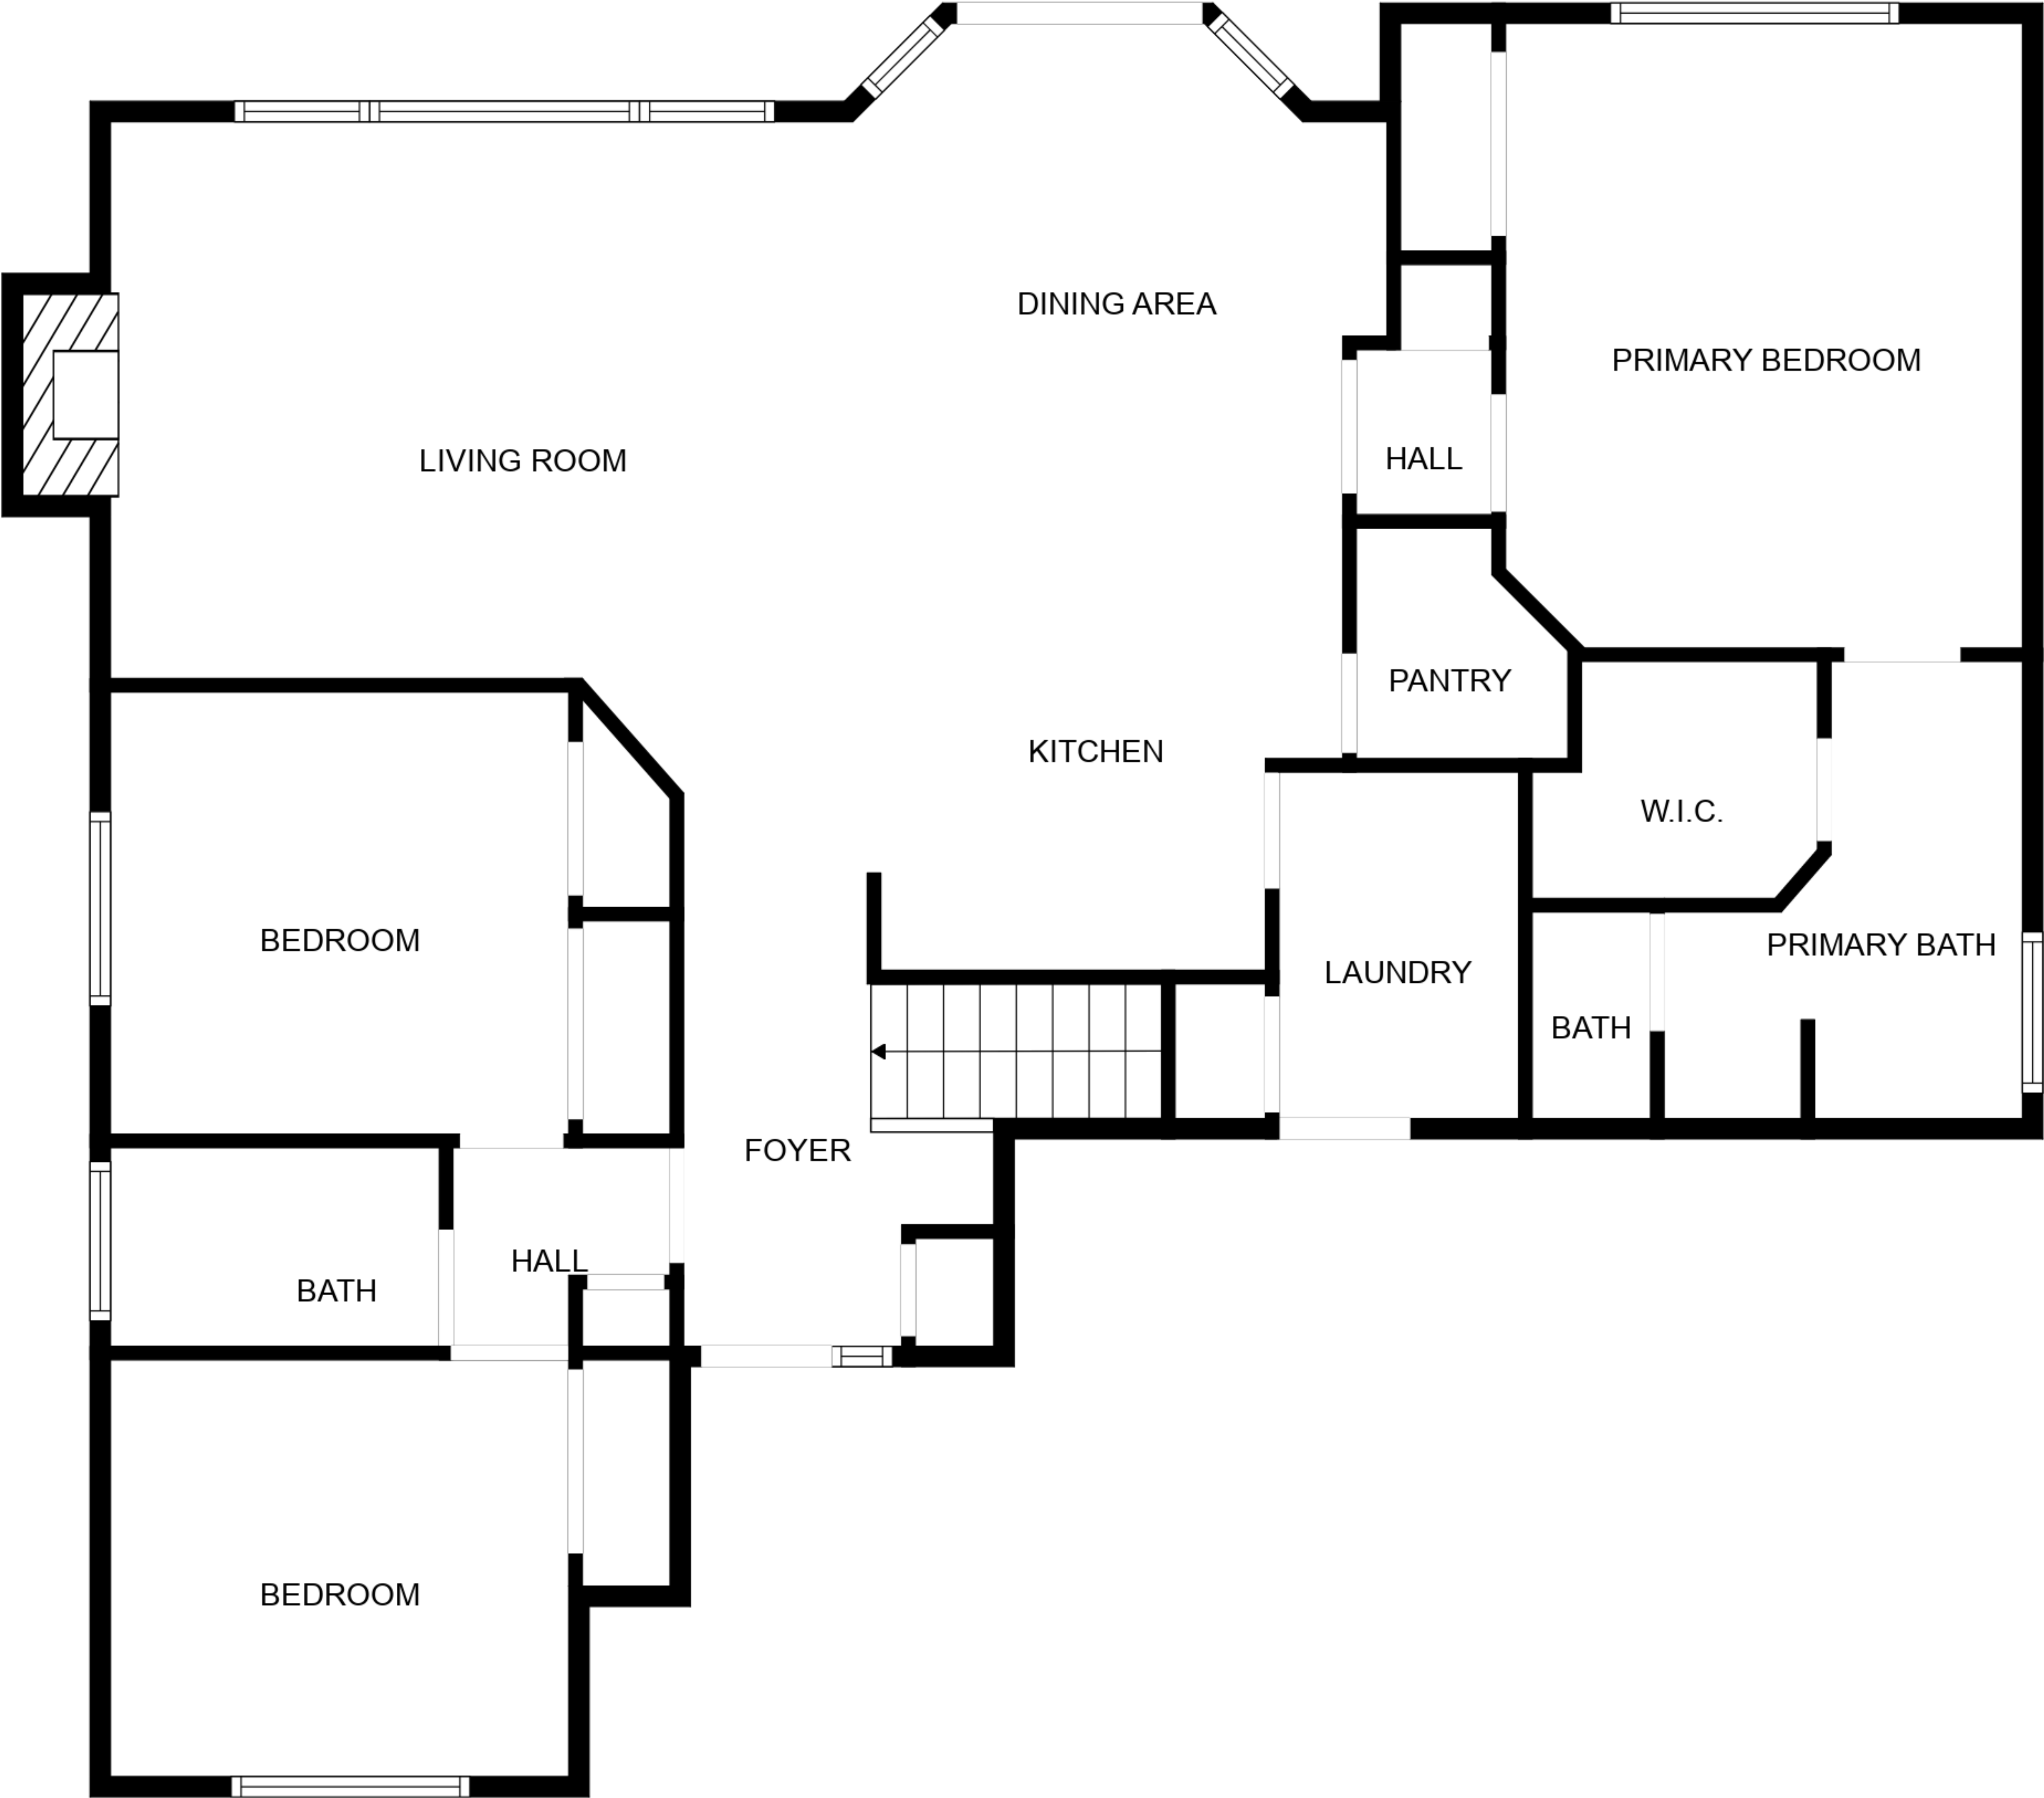 DINING AREA
PRIMARY BEDROOM
LIVING ROOM
HALL
PANTRY
KITCHEN
W.I.C.
BEDROOM
PRIMARY BATH
LAUNDRY
BATH
FOYER
HALL
BATH
BEDROOM